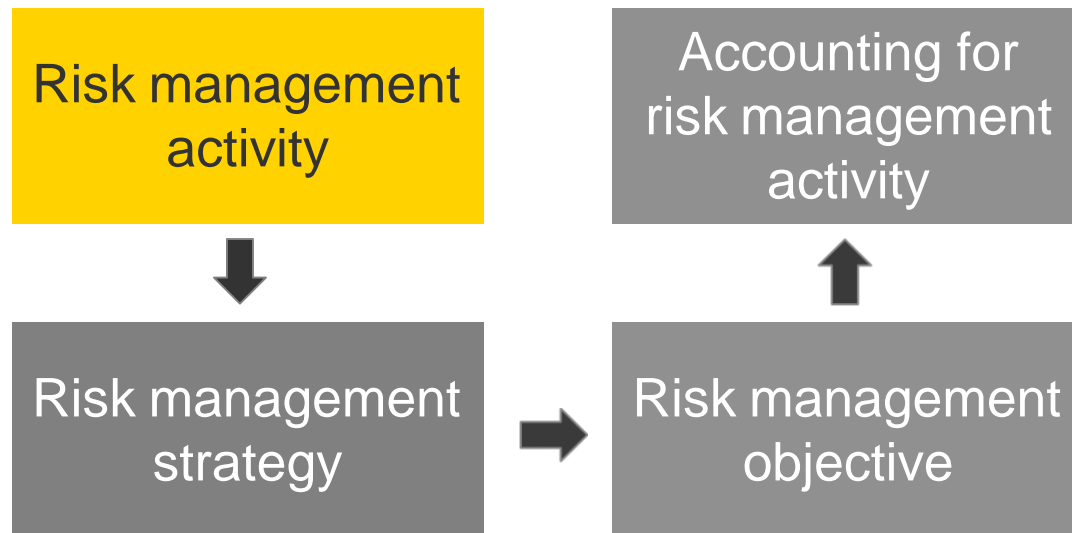 Risk management
activity
Risk management
strategy
Risk management
objective
Accounting for
risk management
activity